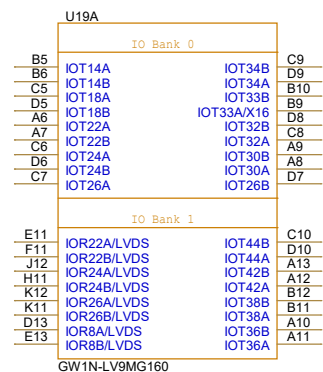 U19A
IO Bank 0
B5 IOT14A IOT34B C9
B6 IOT14B IOT34A D9
C5 IOT18A IOT33B B10
D5 IOT18B IOT33A/X16 B9
A6 IOT22A IOT32B D8
A7 IOT22B IOT32A C8
C6 IOT24A IOT30B A9
D6 IOT24B IOT30A A8
C7 IOT26A IOT26B D7
IO Bank 1
E11 IOR22A/LVDS IOT44B C10
F11 IOR22B/LVDS IOT44A D10
J12 IOR24A/LVDS IOT42B A13
H11 IOR24B/LVDS IOT42A A12
K12 IOR26A/LVDS IOT38B B12
K11 IOR26B/LVDS IOT38A B11
D13 IOR8A/LVDS IOT36B A10
E13 IOR8B/LVDS IOT36A A11
GW1N-LV9MG160